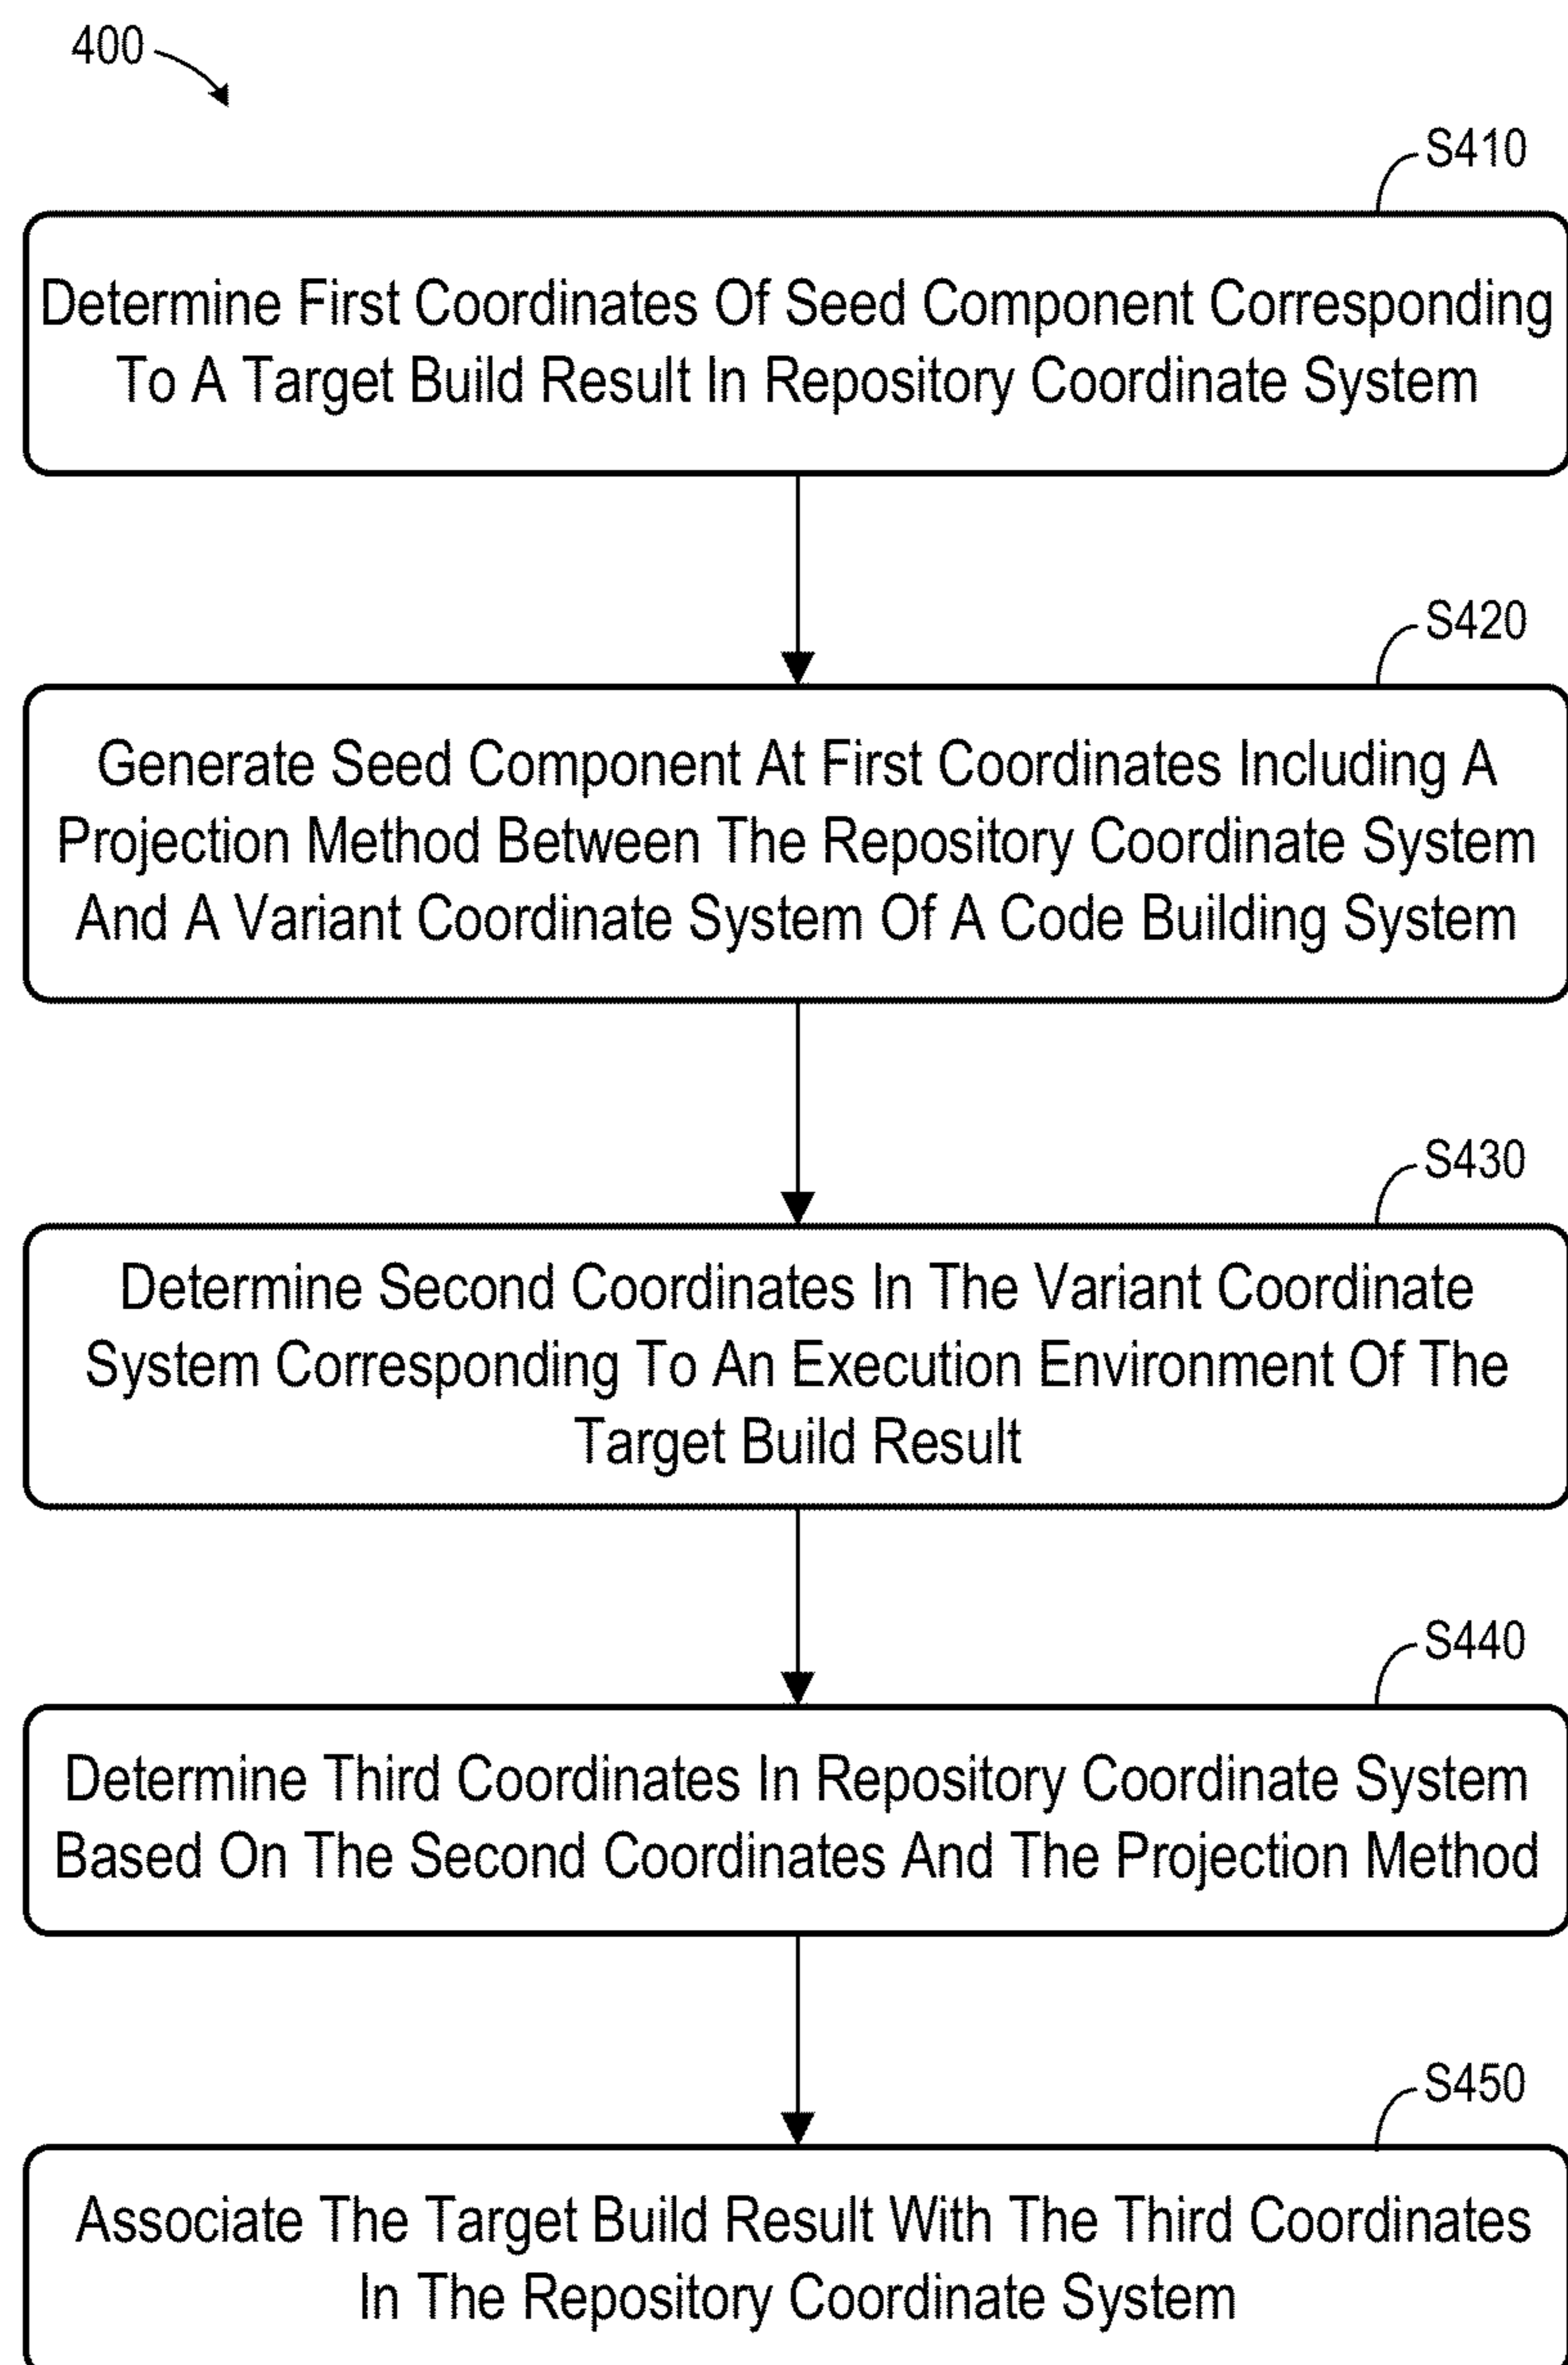 400
S410
Determine First Coordinates Of Seed Component Corresponding
To A Target Build Result In Repository Coordinate System
S420
Generate Seed Component At First Coordinates Including A
Projection Method Between The Repository Coordinate System
And A Variant Coordinate System Of A Code Building System
S430
Determine Second Coordinates In The Variant Coordinate
System Corresponding To An Execution Environment Of The
Target Build Result
S440
Determine Third Coordinates In Repository Coordinate System
Based On The Second Coordinates And The Projection Method
S450
Associate The Target Build Result With The Third Coordinates
In The Repository Coordinate System